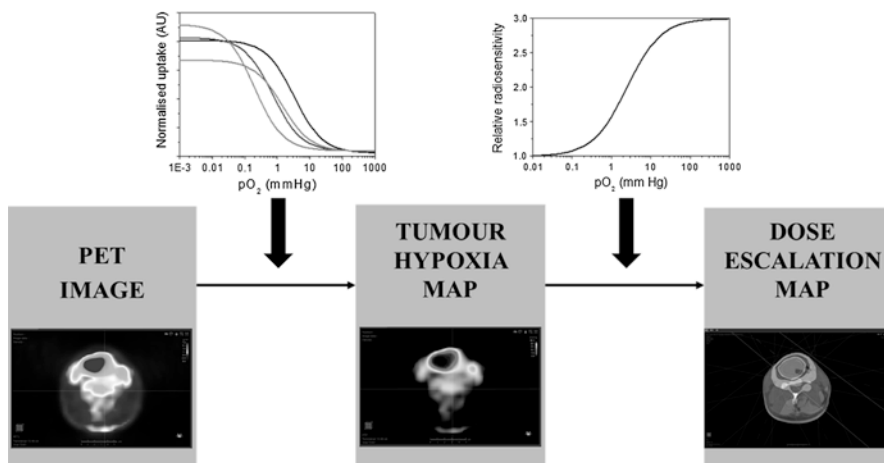 Normalised uptake (AU)
1E-3 0.01 0.1 1 10 100 1000
pO2 (mmHg)
Relative radiosensitivity
3.0
2.5
2.0
1.5
1.0
0.01 0.1 1 10 100 1000
pO2 (mm Hg)
PET
IMAGE
TUMOUR
HYPOXIA
MAP
DOSE
ESCALATION
MAP